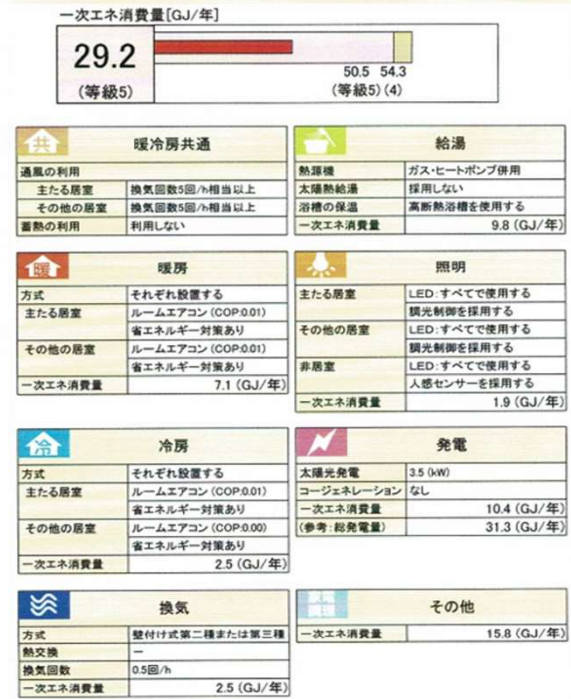 一次エネ消費量[GJ/年]
29.2
(等級5)
50.5 54.3
(等級5)(4)
共 暖冷房共通
通風の利用
主たる居室 換気回数5回/h相当以上
その他の居室 換気回数5回/h相当以上
蓄熱の利用 利用しない
給湯
熱源機 ガス・ヒートポンプ併用
太陽熱給湯 採用しない
浴槽の保温 高断熱浴槽を使用する
一次エネ消費量 9.8 (GJ/年)
暖 暖房
方式 それぞれ設置する
主たる居室 ルームエアコン (COP:0.01)
省エネルギー対策あり
その他の居室 ルームエアコン (COP:0.01)
省エネルギー対策あり
一次エネ消費量 7.1 (GJ/年)
照明
主たる居室 LED:すべてで使用する
調光制御を採用する
その他の居室 LED:すべてで使用する
調光制御を採用する
非居室 LED:すべてで使用する
人感センサーを採用する
一次エネ消費量 1.9 (GJ/年)
冷 冷房
方式 それぞれ設置する
主たる居室 ルームエアコン (COP:0.01)
省エネルギー対策あり
その他の居室 ルームエアコン (COP:0.00)
省エネルギー対策あり
一次エネ消費量 2.5 (GJ/年)
発電
太陽光発電 3.5 (kW)
コージェネレーション なし
一次エネ消費量 10.4 (GJ/年)
(参考:総発電量) 31.3 (GJ/年)
換気
方式 壁付け式第二種または第三種
熱交換 ー
換気回数 0.5回/h
一次エネ消費量 2.5 (GJ/年)
家電 調理 その他
一次エネ消費量 15.8 (GJ/年)